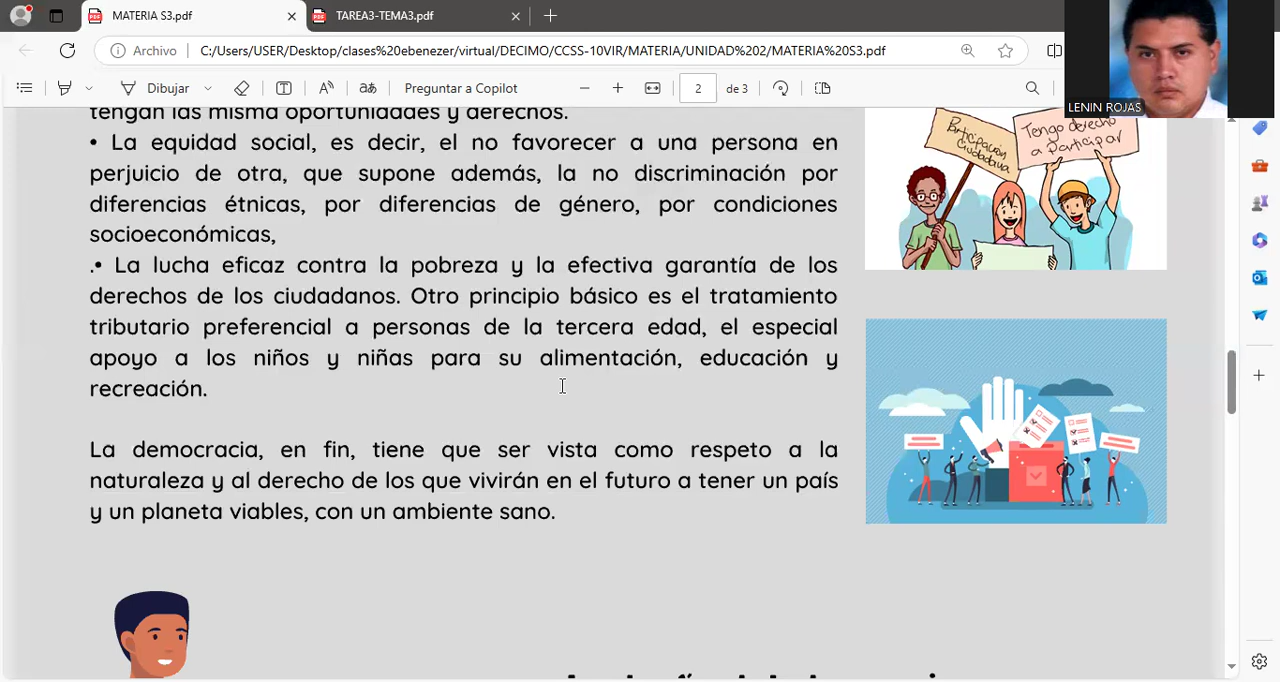 MATERIA S3.pdf
TAREA3-TEMA3.pdf
Archivo
C:/Users/USER/Desktop/clases%20ebenezer/virtual/DECIMO/CCSS-10VIR/MATERIA/UNIDAD%202/MATERIA%20S3.pdf
Dibujar
Preguntar a Copilot
2 de 3
LENIN ROJAS
tengan las misma oportunidades y derechos.
• La equidad social, es decir, el no favorecer a una persona en
perjuicio de otra, que supone además, la no discriminación por
diferencias étnicas, por diferencias de género, por condiciones
socioeconómicas,
.• La lucha eficaz contra la pobreza y la efectiva garantía de los
derechos de los ciudadanos. Otro principio básico es el tratamiento
tributario preferencial a personas de la tercera edad, el especial
apoyo a los niños y niñas para su alimentación, educación y
recreación.
La democracia, en fin, tiene que ser vista como respeto a la
naturaleza y al derecho de los que vivirán en el futuro a tener un país
y un planeta viables, con un ambiente sano.
Participación
Ciudadana
Tengo derecho
a Participar